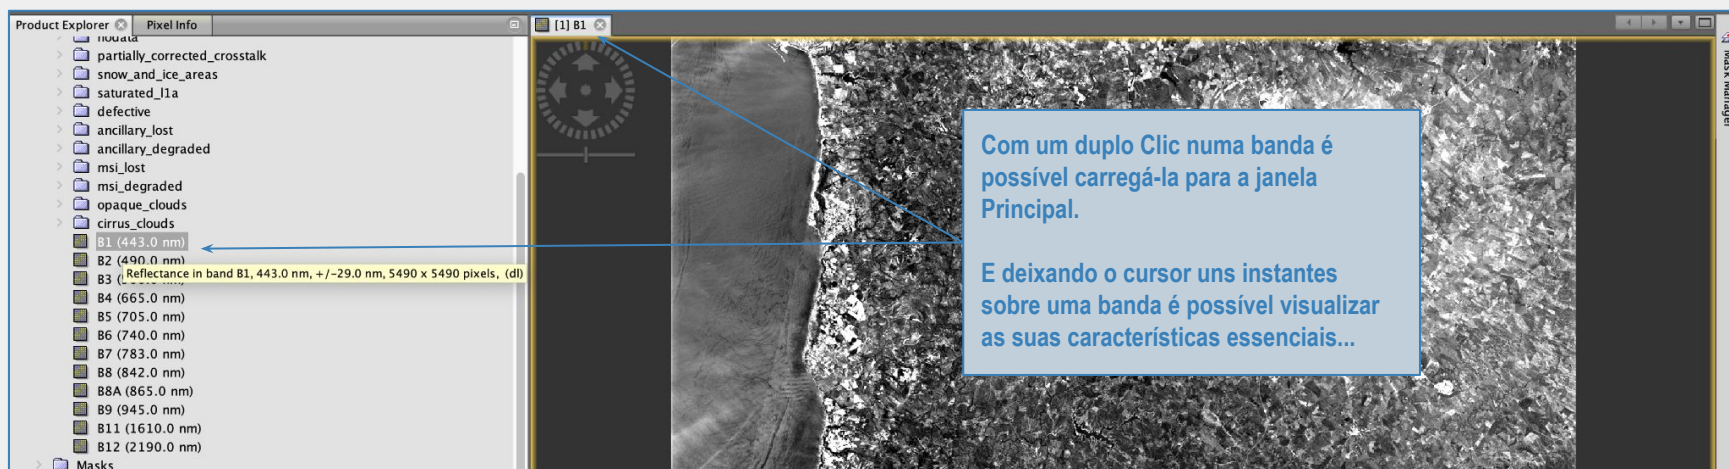 Product Explorer
Pixel Info
[1] B1
nodata
partially_corrected_crosstalk
snow_and_ice_areas
saturated_l1a
defective
ancillary_lost
ancillary_degraded
msi_lost
msi_degraded
opaque_clouds
cirrus_clouds
B1 (443.0 nm)
B2 (490.0 nm)
Reflectance in band B1, 443.0 nm, +/-29.0 nm, 5490 x 5490 pixels, (dl)
B3
B4 (665.0 nm)
B5 (705.0 nm)
B6 (740.0 nm)
B7 (783.0 nm)
B8 (842.0 nm)
B8A (865.0 nm)
B9 (945.0 nm)
B11 (1610.0 nm)
B12 (2190.0 nm)
Masks
Com um duplo Clic numa banda é
possível carregá-la para a janela
Principal.
E deixando o cursor uns instantes
sobre uma banda é possível visualizar
as suas características essenciais...
Mask Manager